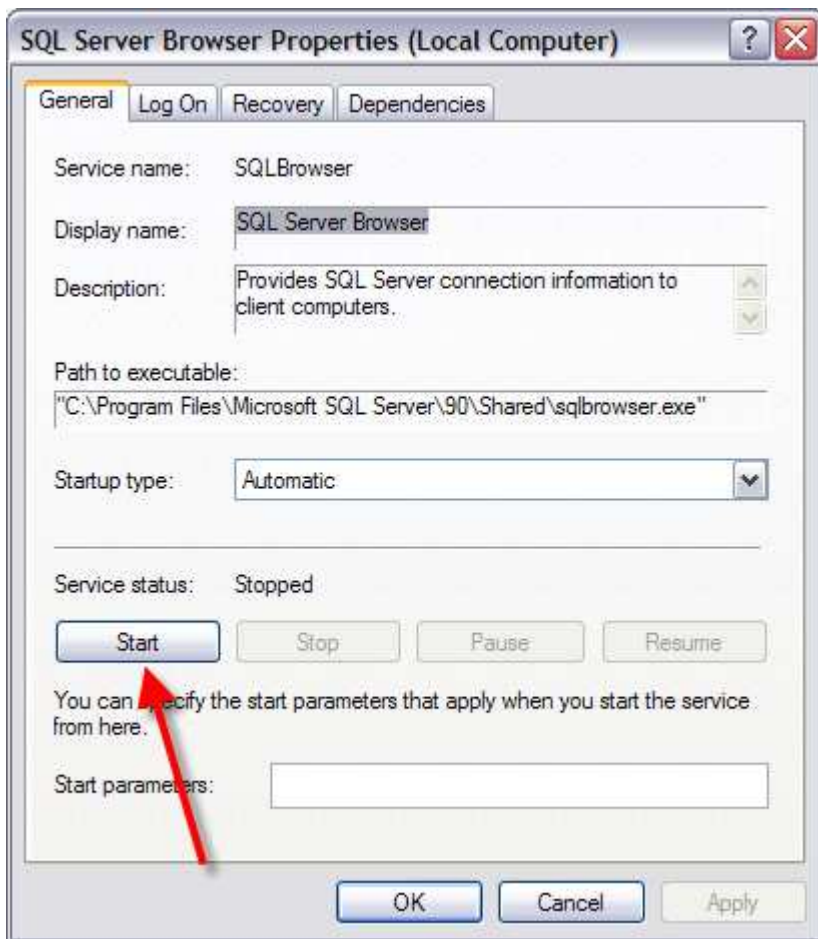 SQL Server Browser Properties (Local Computer)
General Log On Recovery Dependencies
Service name: SQLBrowser
Display name: SQL Server Browser
Description: Provides SQL Server connection information to
client computers.
Path to executable:
"C:\Program Files\Microsoft SQL Server\90\Shared\sqlbrowser.exe"
Startup type: Automatic
Service status: Stopped
Start Stop Pause Resume
You can specify the start parameters that apply when you start the service
from here.
Start parameters:
OK Cancel Apply